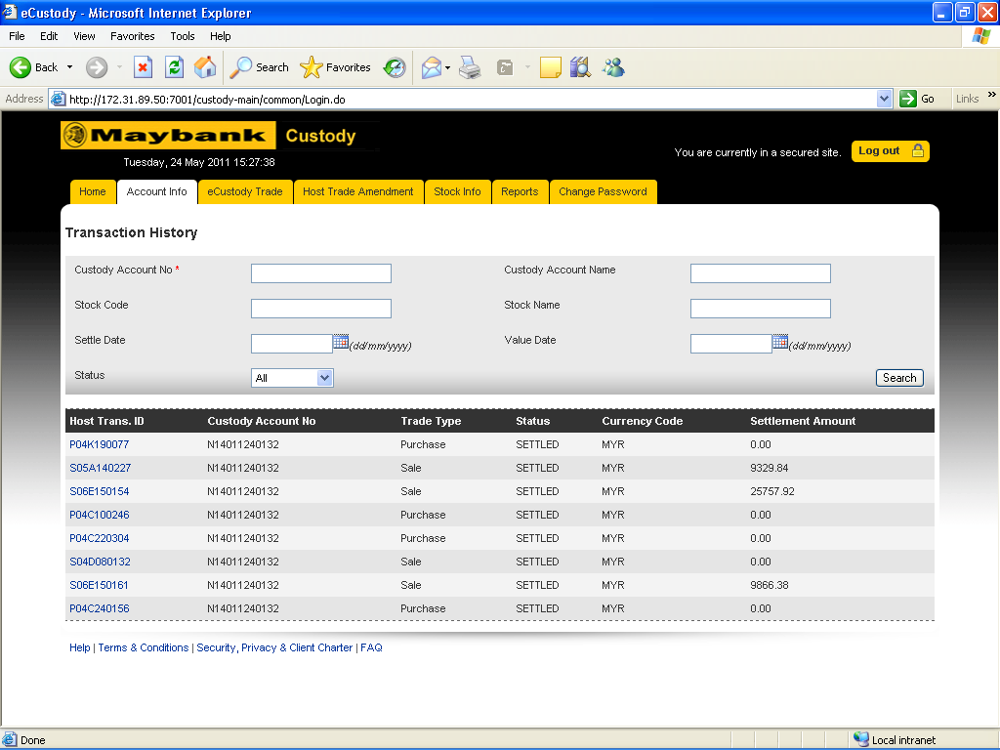 eCustody - Microsoft Internet Explorer
File Edit View Favorites Tools Help
Back Search Favorites
Address http://172.31.89.50:7001/custody-main/common/Login.do Go Links »
Maybank Custody
Tuesday, 24 May 2011 15:27:38
You are currently in a secured site. Log out
Home Account Info eCustody Trade Host Trade Amendment Stock Info Reports Change Password
Transaction History
Custody Account No * Custody Account Name
Stock Code Stock Name
Settle Date (dd/mm/yyyy) Value Date (dd/mm/yyyy)
Status All Search
Host Trans. ID Custody Account No Trade Type Status Currency Code Settlement Amount
P04K190077 N14011240132 Purchase SETTLED MYR 0.00
S05A140227 N14011240132 Sale SETTLED MYR 9329.84
S06E150154 N14011240132 Sale SETTLED MYR 25757.92
P04C100246 N14011240132 Purchase SETTLED MYR 0.00
P04C220304 N14011240132 Purchase SETTLED MYR 0.00
S04D080132 N14011240132 Sale SETTLED MYR 0.00
S06E150161 N14011240132 Sale SETTLED MYR 9866.38
P04C240156 N14011240132 Purchase SETTLED MYR 0.00
Help | Terms & Conditions | Security, Privacy & Client Charter | FAQ
Done Local intranet